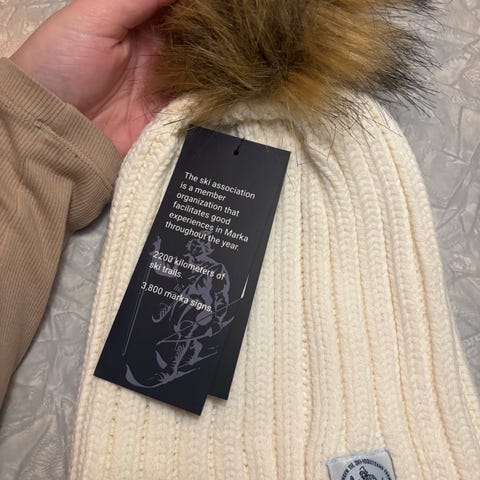 The ski association
is a member
organization that
facilitates good
experiences in Marka
throughout the year.
2200 kilometers of
ski trails.
3,800 marka signs.